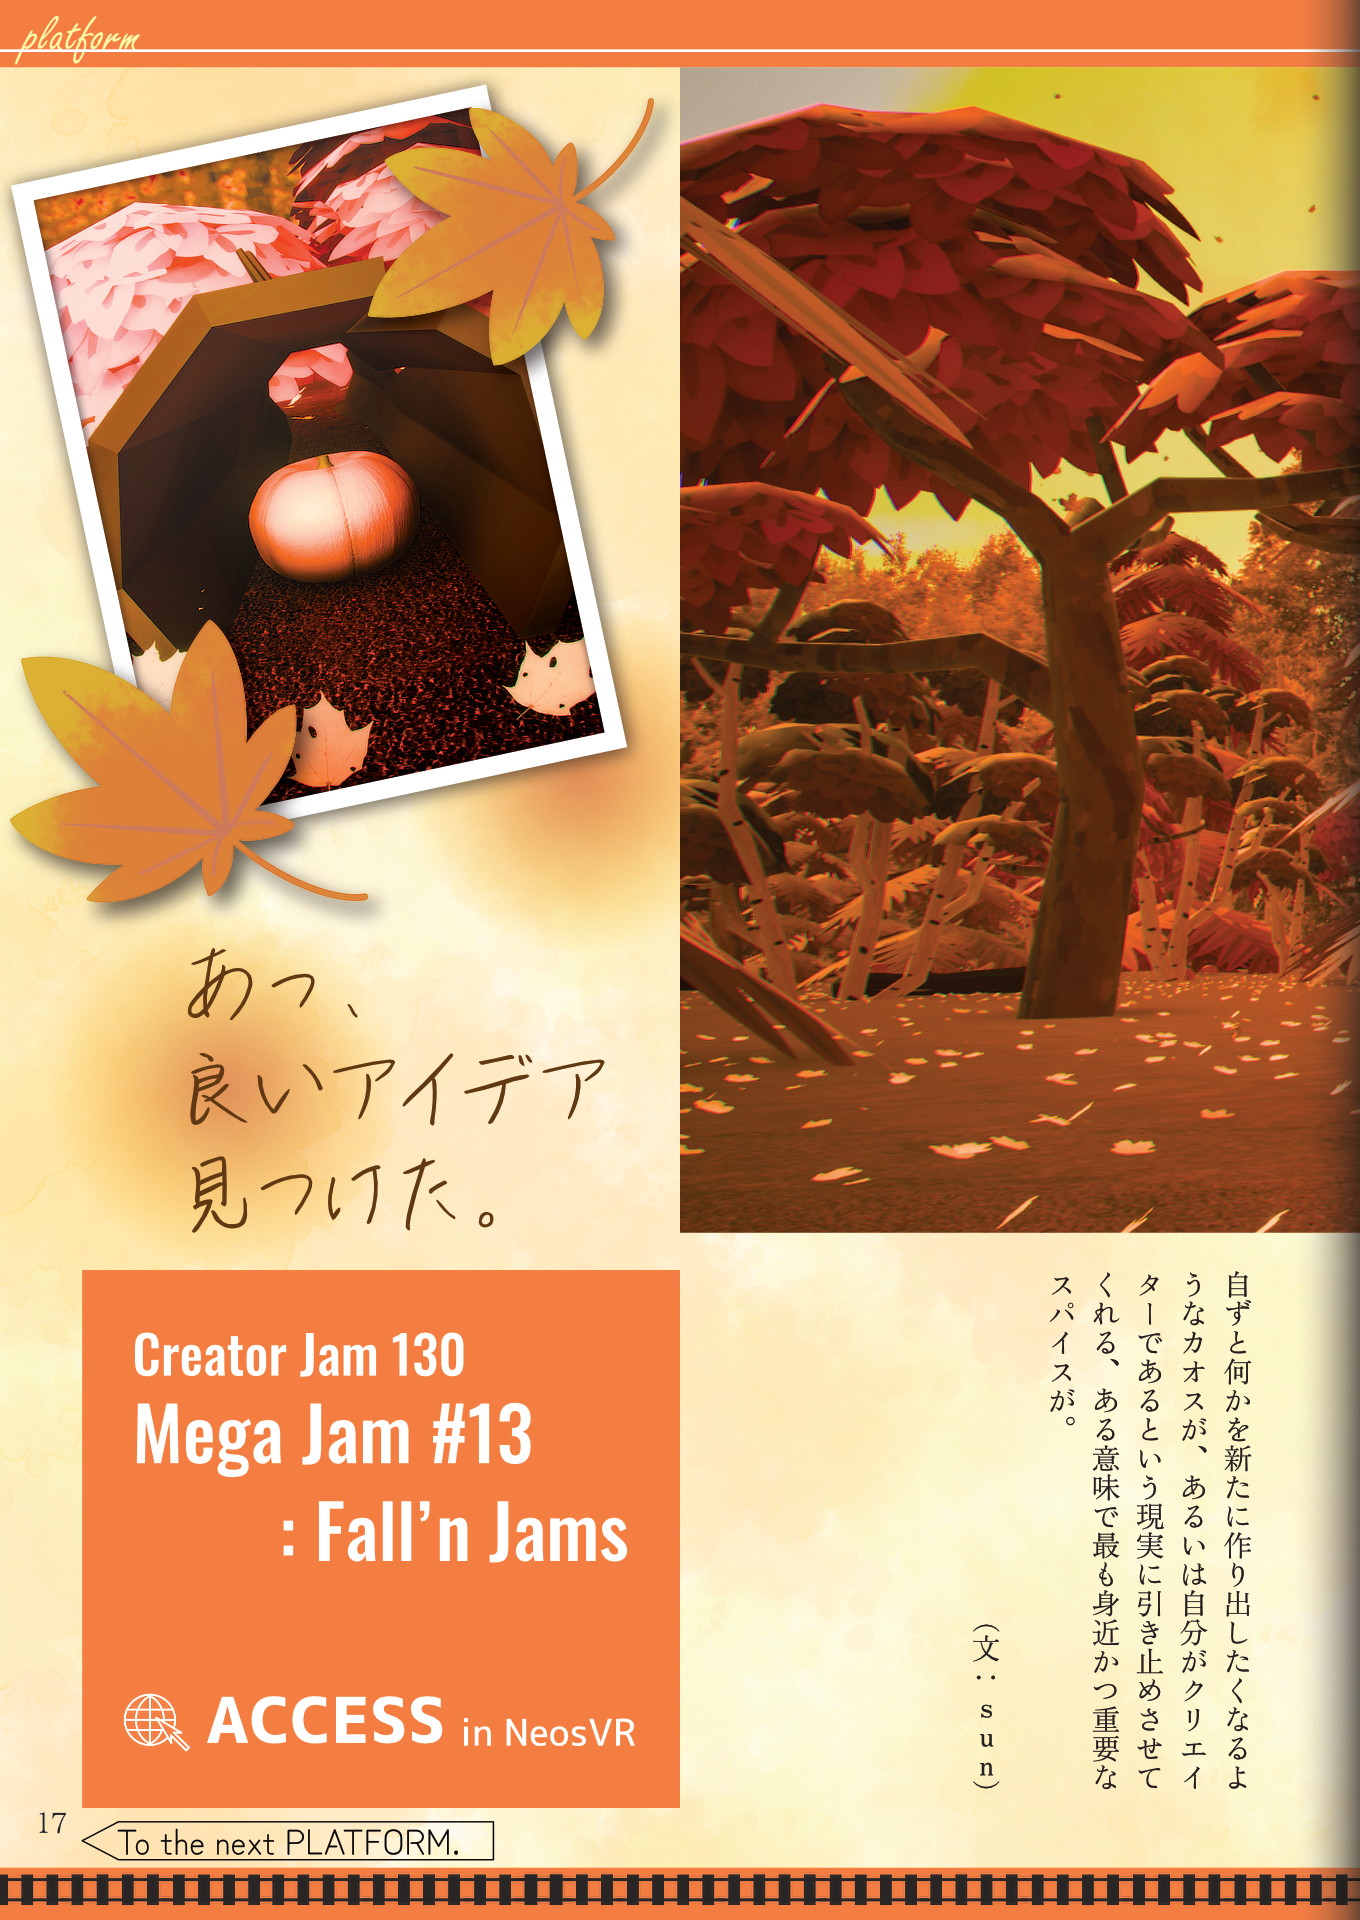 platform
あっ、
良いアイデア
見つけた。
自ずと何かを新たに作り出したくなるよ
うなカオスが、あるいは自分がクリエイ
ターであるという現実に引き止めさせて
くれる、ある意味で最も身近かつ重要な
スパイスが。
（文：sun）
Creator Jam 130
Mega Jam #13
: Fall’n Jams
ACCESS in NeosVR
17
To the next PLATFORM.